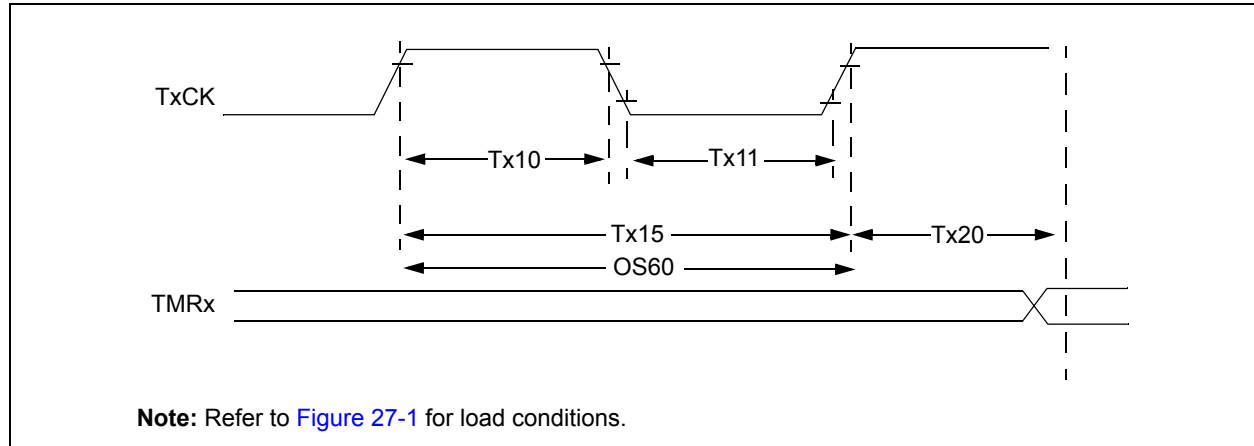 TxCK
Tx10
Tx11
Tx15
Tx20
OS60
TMRx
Note: Refer to Figure 27-1 for load conditions.